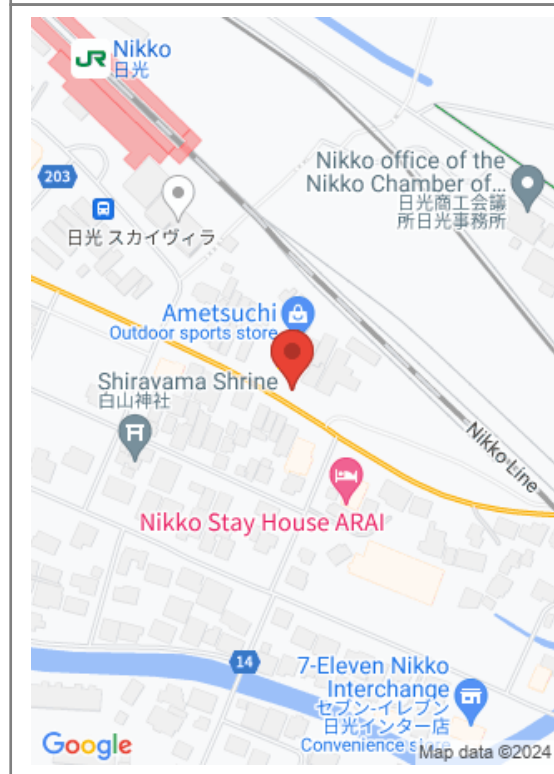 JR
Nikko
日光
Nikko office of the
Nikko Chamber of...
日光商工会議
所日光事務所
203
日光 スカイヴィラ
Ametsuchi
Outdoor sports store
Shirayama Shrine
白山神社
Nikko Line
Nikko Stay House ARAI
14
7-Eleven Nikko
Interchange
セブン-イレブン
日光インター店
Convenience store
Google
Map data ©2024